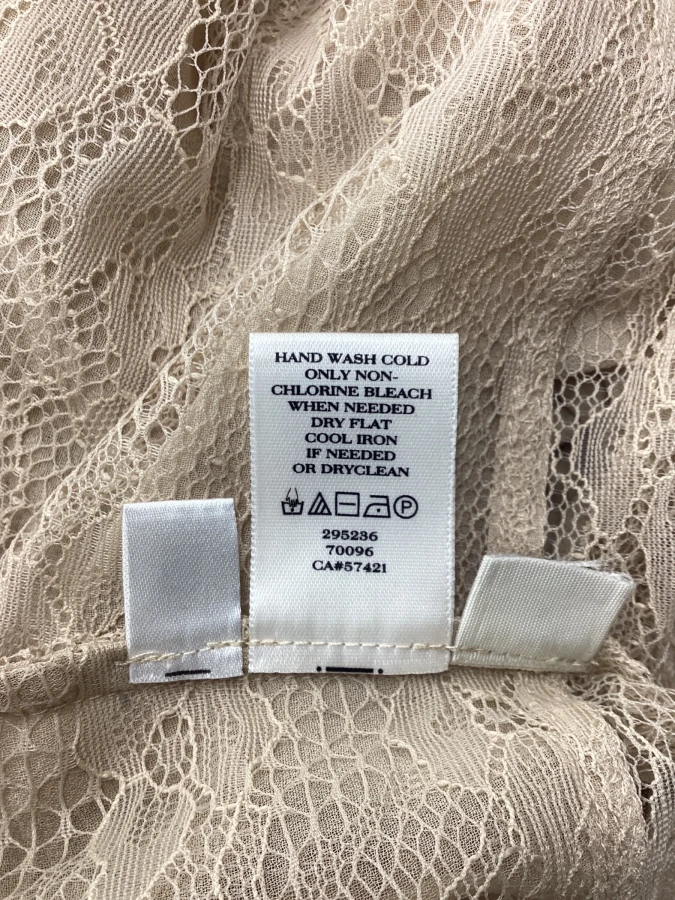 HAND WASH COLD
ONLY NON-
CHLORINE BLEACH
WHEN NEEDED
DRY FLAT
COOL IRON
IF NEEDED
OR DRYCLEAN
P
295236
70096
CA#57421